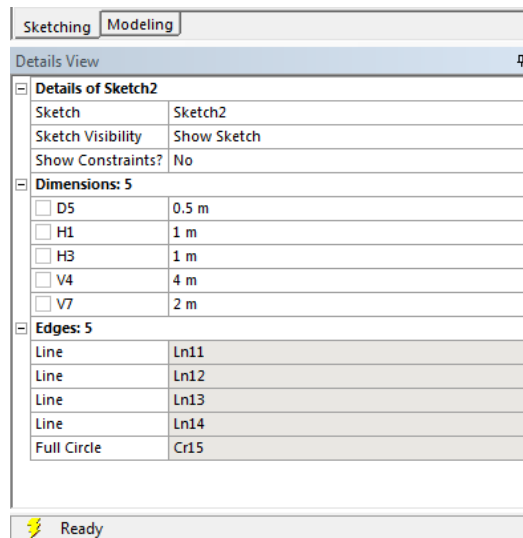 Sketching Modeling
Details View
Details of Sketch2
Sketch Sketch2
Sketch Visibility Show Sketch
Show Constraints? No
Dimensions: 5
D5 0.5 m
H1 1 m
H3 1 m
V4 4 m
V7 2 m
Edges: 5
Line Ln11
Line Ln12
Line Ln13
Line Ln14
Full Circle Cr15
Ready